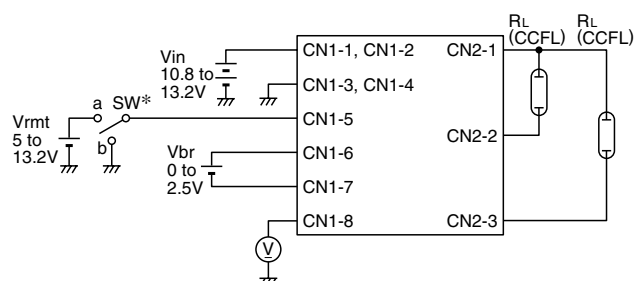 RL
(CCFL)
RL
(CCFL)
Vin
10.8 to
13.2V
CN1-1, CN1-2
CN2-1
CN1-3, CN1-4
a
SW*
Vrmt
5 to
13.2V
b
CN1-5
CN2-2
Vbr
0 to
2.5V
CN1-6
CN1-7
CN2-3
CN1-8
V